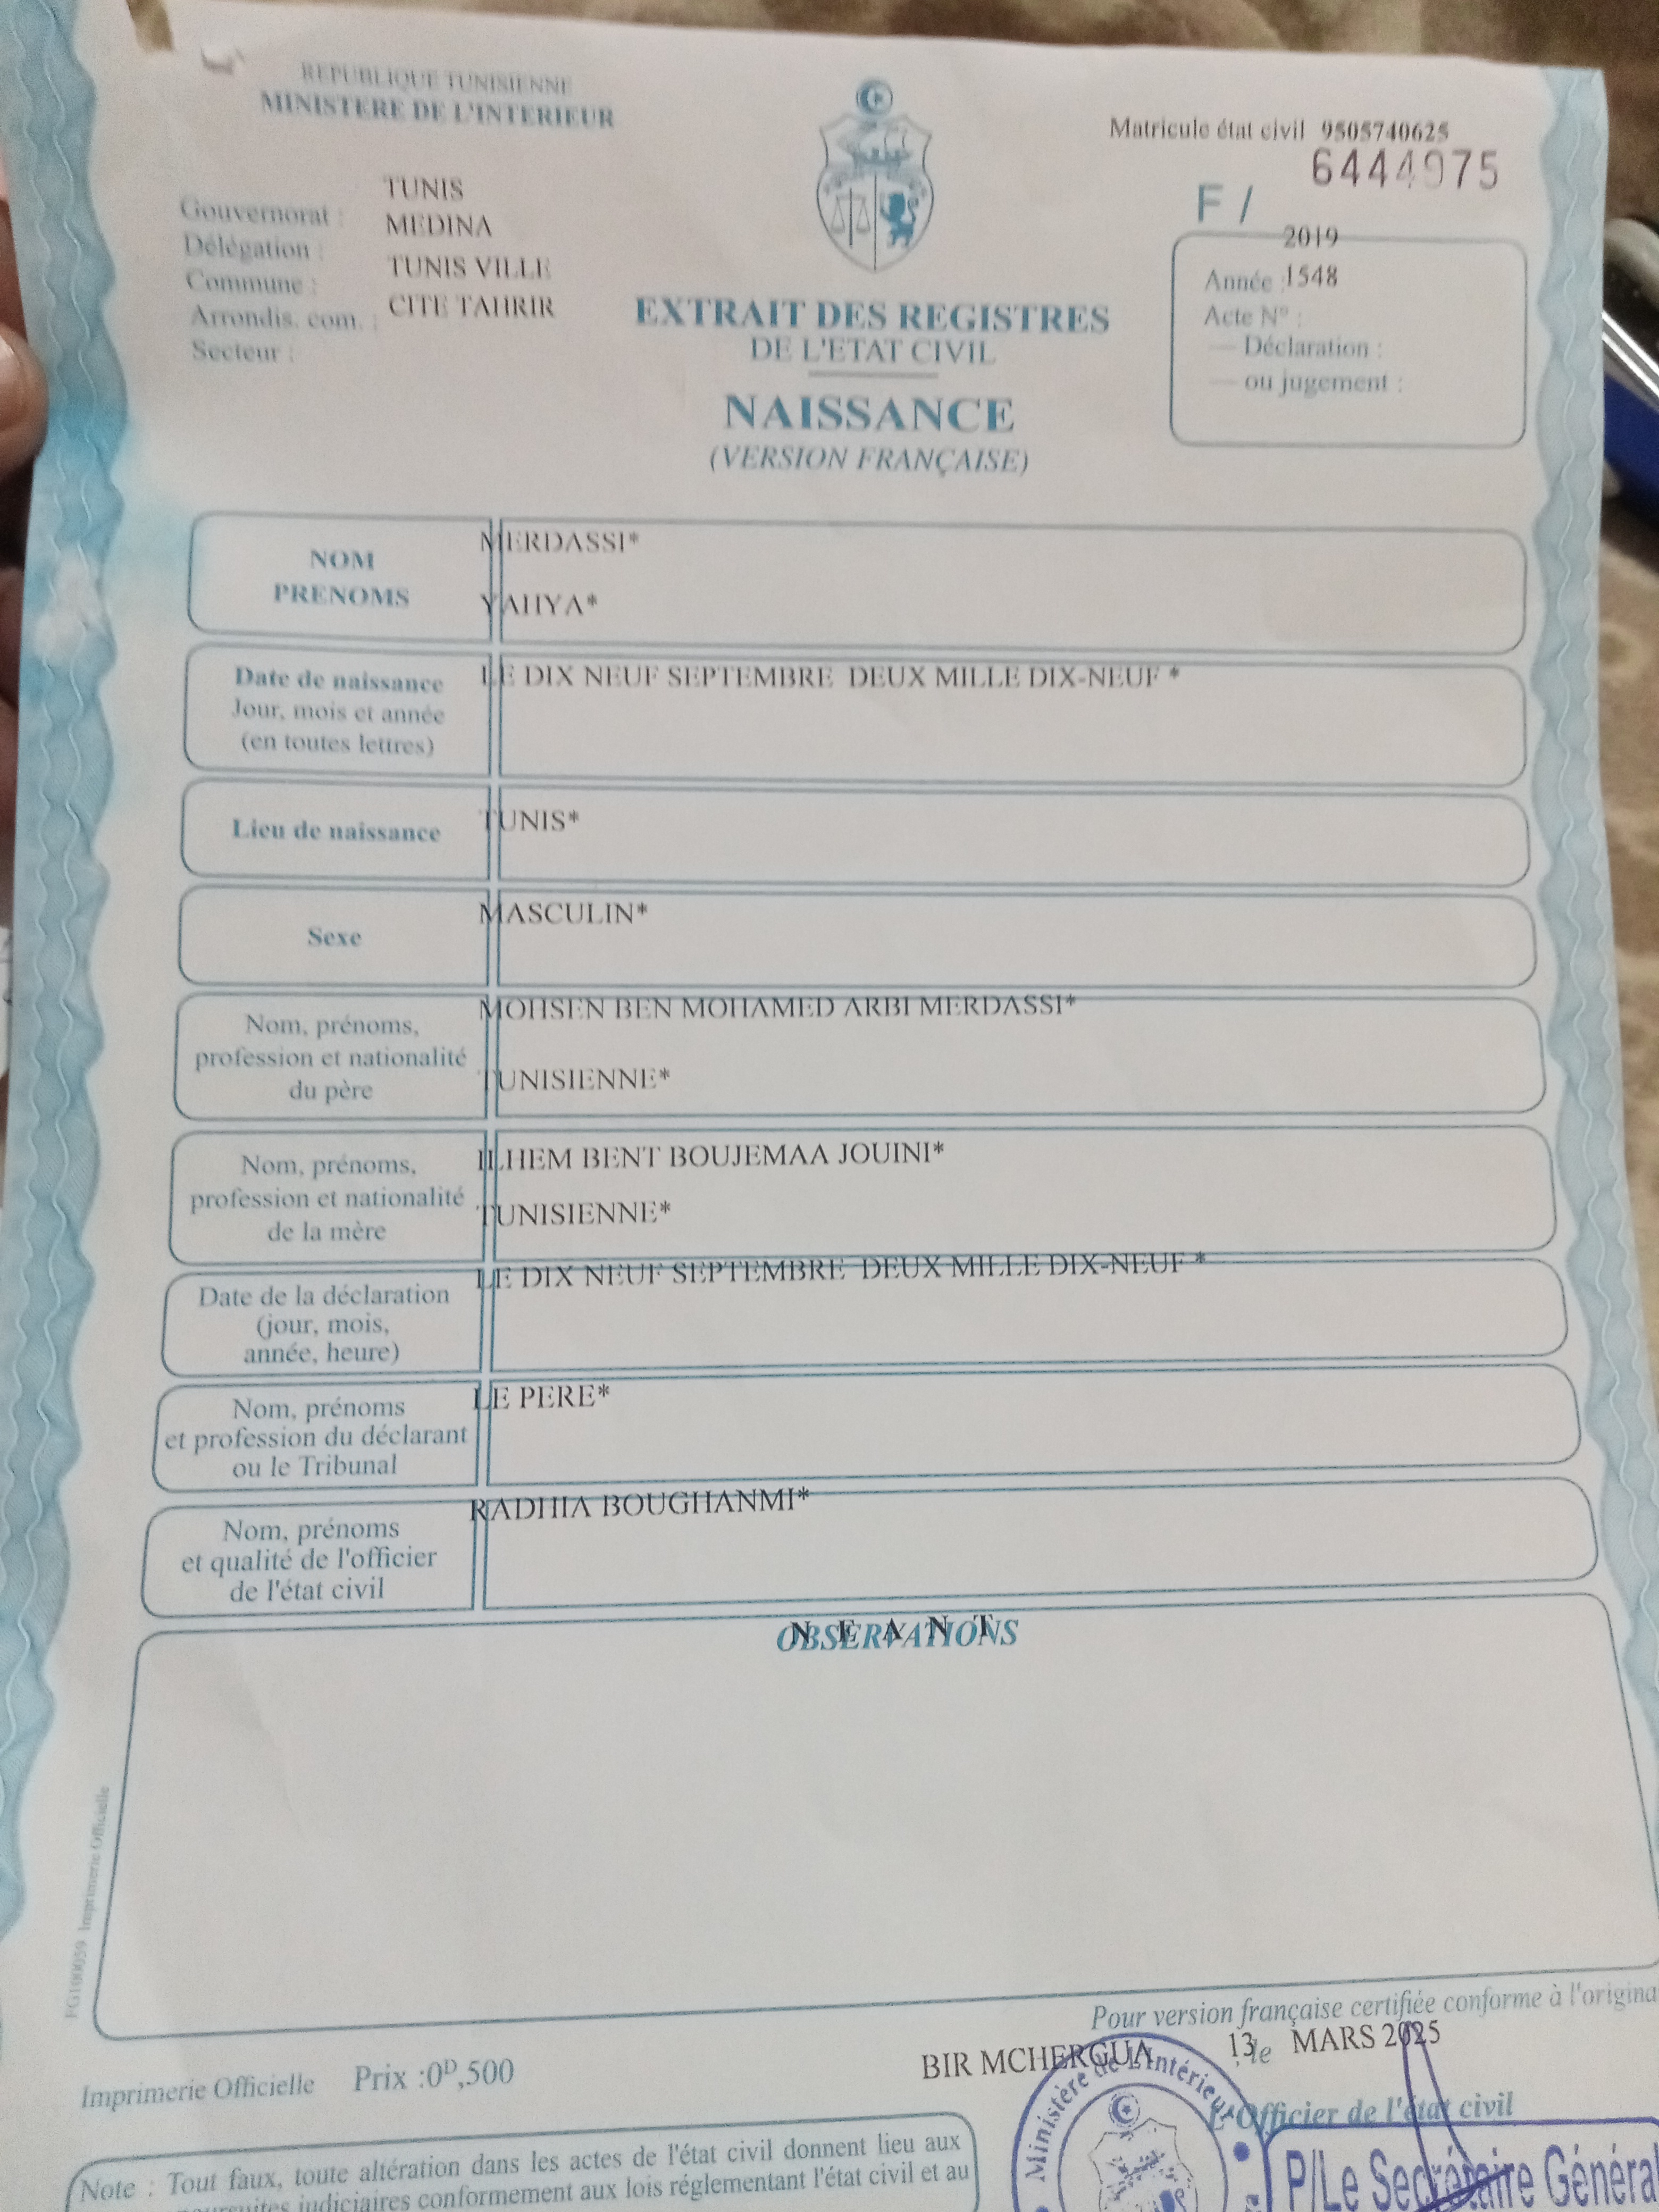 REPUBLIQUE TUNISIENNE
MINISTERE DE L'INTERIEUR
Matricule état civil 9505740625
6444975
F /
Gouvernorat : TUNIS
Délégation : MEDINA
Commune : TUNIS VILLE
Arrondis. com. : CITE TAHRIR
Secteur :
2019
Année : 1548
Acte N° :
— Déclaration :
— ou jugement :
EXTRAIT DES REGISTRES
DE L'ETAT CIVIL
NAISSANCE
(VERSION FRANÇAISE)
NOM MERDASSI*
PRENOMS YAHYA*
Date de naissance LE DIX NEUF SEPTEMBRE DEUX MILLE DIX-NEUF *
Jour, mois et année
(en toutes lettres)
Lieu de naissance TUNIS*
Sexe MASCULIN*
Nom, prénoms, MOHSEN BEN MOHAMED ARBI MERDASSI*
profession et nationalité TUNISIENNE*
du père
Nom, prénoms, ILHEM BENT BOUJEMAA JOUINI*
profession et nationalité TUNISIENNE*
de la mère
Date de la déclaration LE DIX NEUF SEPTEMBRE DEUX MILLE DIX-NEUF *
(jour, mois,
année, heure)
Nom, prénoms LE PERE*
et profession du déclarant
ou le Tribunal
Nom, prénoms RADHIA BOUGHANMI*
et qualité de l'officier
de l'état civil
OBSERVATIONS
N E A N T
FG100059 Imprimerie Officielle
Pour version française certifiée conforme à l'origina
BIR MCHERGUA 13 le MARS 2025
Imprimerie Officielle Prix :0D,500
L'Officier de l'état civil
Ministère de L'Intérieur
P/Le Secrétaire Général
Note : Tout faux, toute altération dans les actes de l'état civil donnent lieu aux
poursuites judiciaires conformement aux lois réglementant l'état civil et au